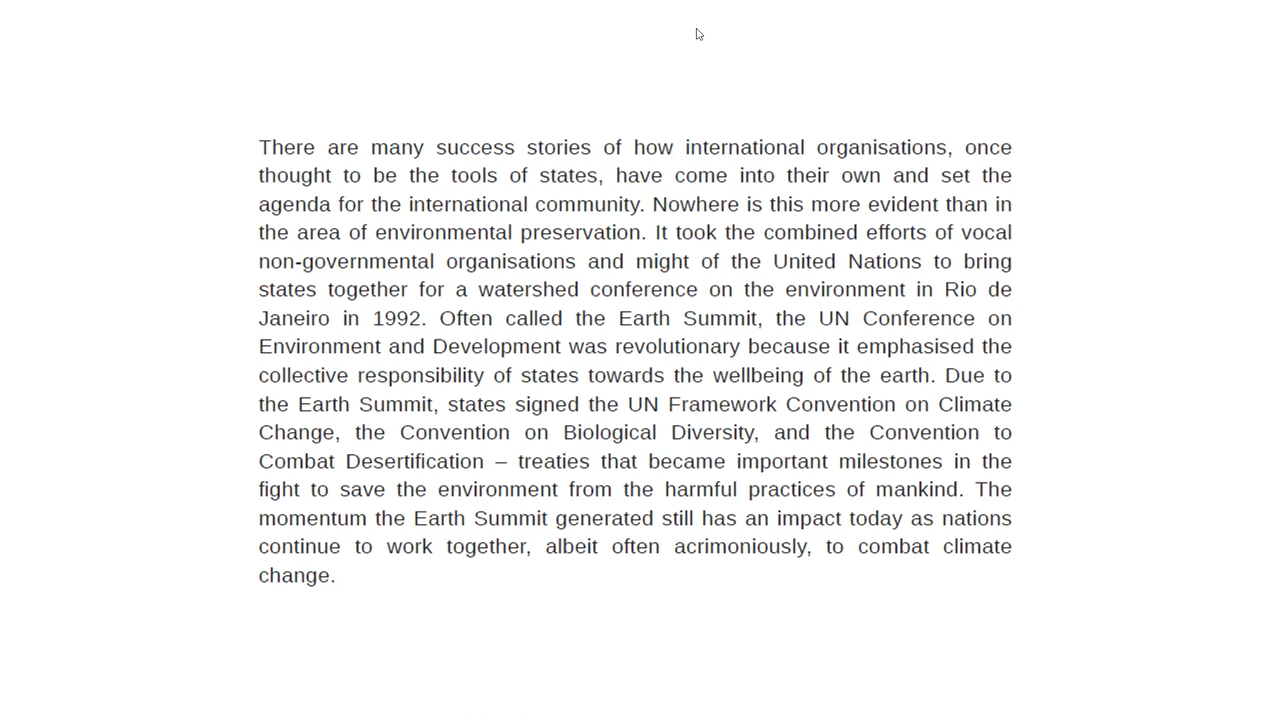 There are many success stories of how international organisations, once
thought to be the tools of states, have come into their own and set the
agenda for the international community. Nowhere is this more evident than in
the area of environmental preservation. It took the combined efforts of vocal
non-governmental organisations and might of the United Nations to bring
states together for a watershed conference on the environment in Rio de
Janeiro in 1992. Often called the Earth Summit, the UN Conference on
Environment and Development was revolutionary because it emphasised the
collective responsibility of states towards the wellbeing of the earth. Due to
the Earth Summit, states signed the UN Framework Convention on Climate
Change, the Convention on Biological Diversity, and the Convention to
Combat Desertification – treaties that became important milestones in the
fight to save the environment from the harmful practices of mankind. The
momentum the Earth Summit generated still has an impact today as nations
continue to work together, albeit often acrimoniously, to combat climate
change.